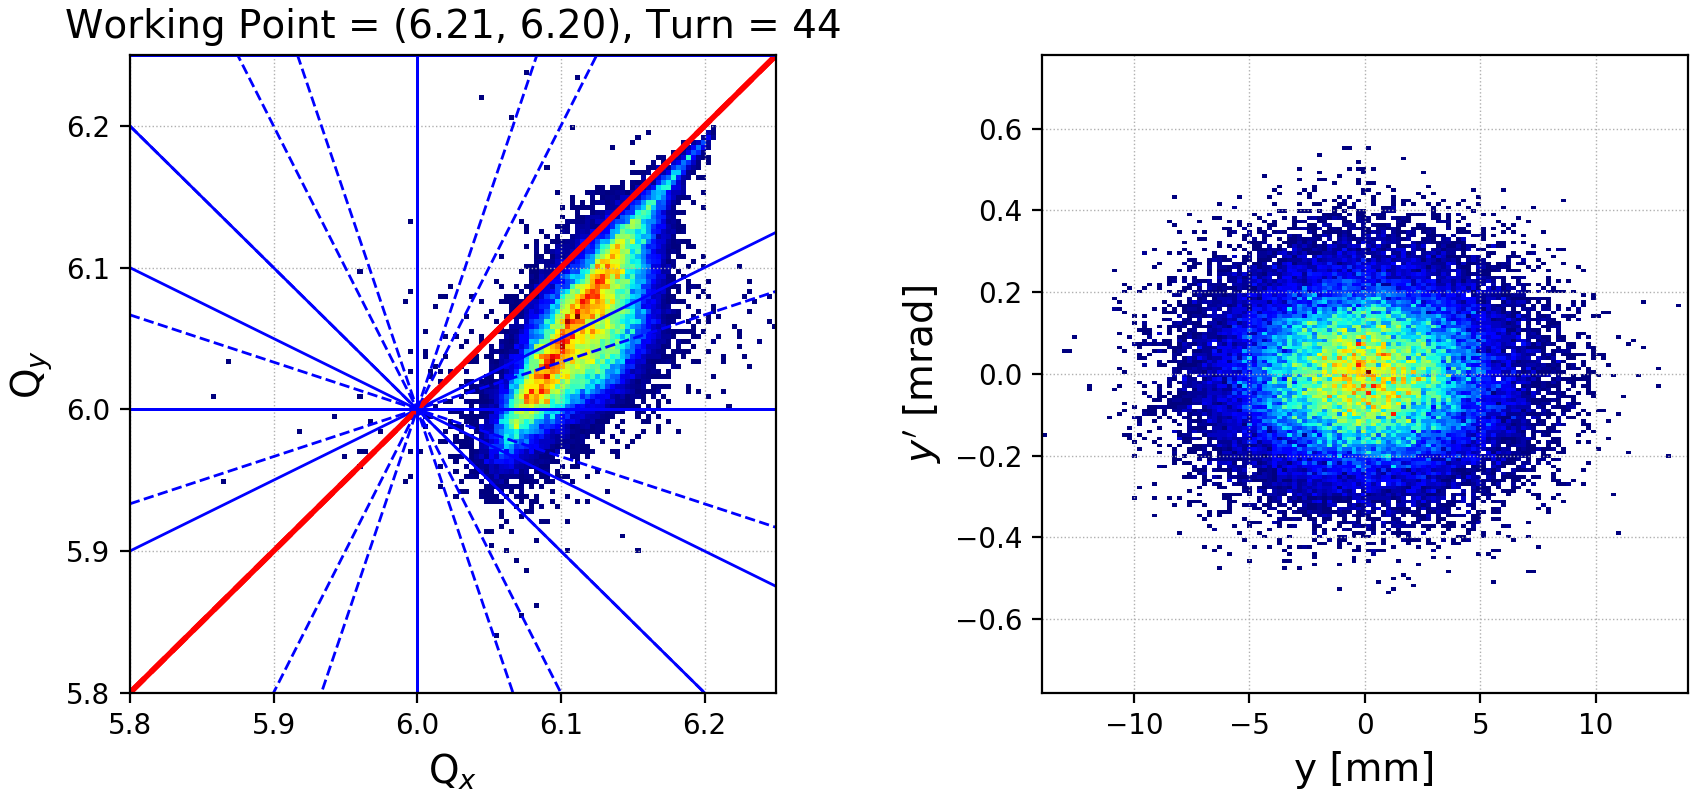 Working Point = (6.21, 6.20), Turn = 44
6.2
6.1
6.0
5.9
5.8
Qy
5.8 5.9 6.0 6.1 6.2
Qx
0.6
0.4
0.2
0.0
−0.2
−0.4
−0.6
y′ [mrad]
−10 −5 0 5 10
y [mm]